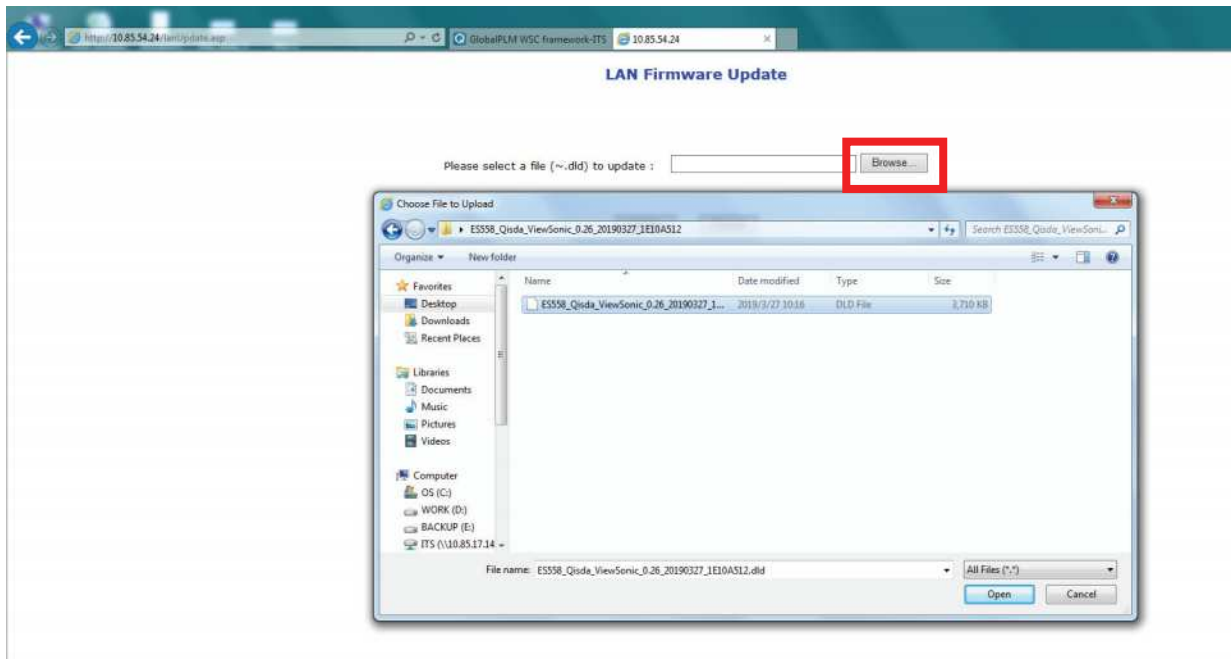 http://10.85.54.24/lanUpdate.asp
GlobalPLM WSC framework-ITS
10.85.54.24
LAN Firmware Update
Please select a file (~.dld) to update :
Browse...
Choose File to Upload
ES558_Qisda_ViewSonic_0.26_20190327_1E10A512
Search ES558_Qisda_ViewSoni...
Organize
New folder
Name Date modified Type Size
ES558_Qisda_ViewSonic_0.26_20190327_1... 2019/3/27 10:16 DLD File 3,710 KB
Favorites
Desktop
Downloads
Recent Places
Libraries
Documents
Music
Pictures
Videos
Computer
OS (C:)
WORK (D:)
BACKUP (E:)
ITS (\\10.85.17.14
File name: ES558_Qisda_ViewSonic_0.26_20190327_1E10A512.dld
All Files (*.*)
Open Cancel